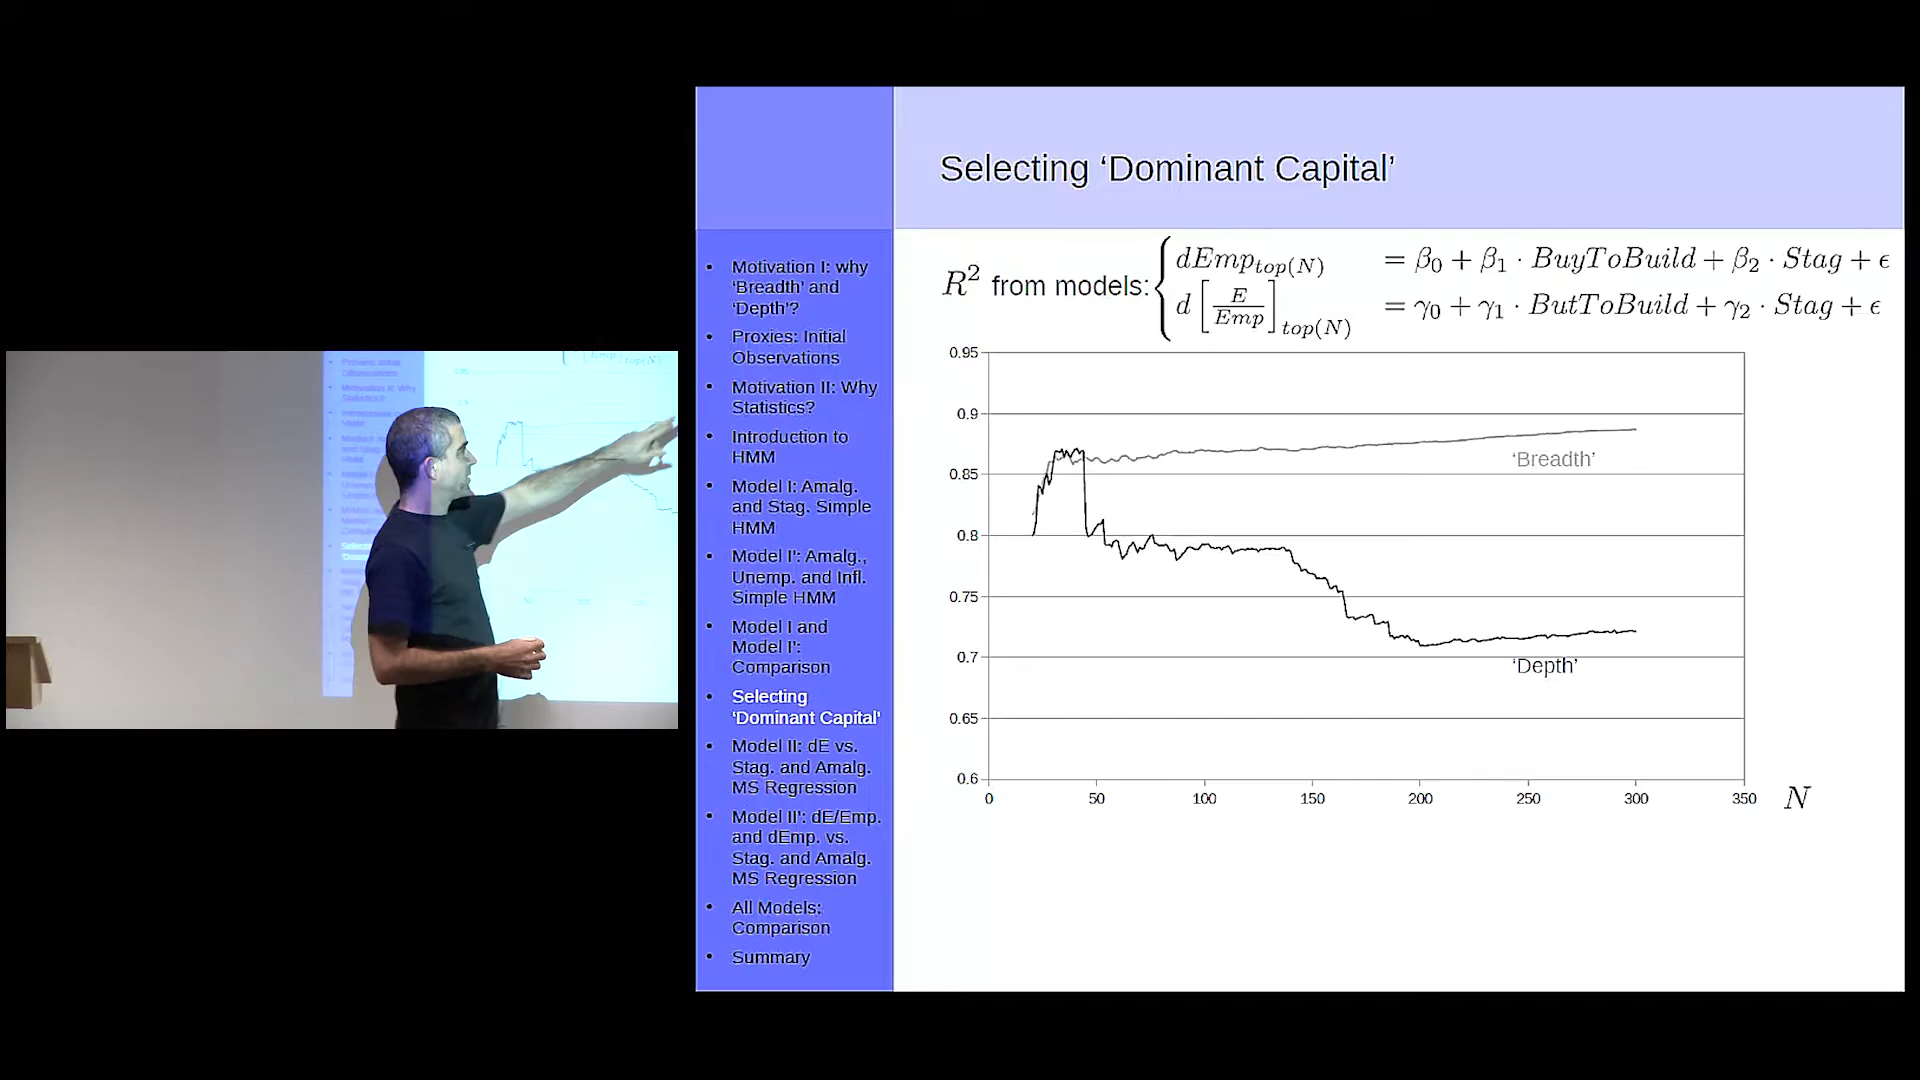 Selecting ‘Dominant Capital’
• Motivation I: why
‘Breadth’ and
‘Depth’?
• Proxies: Initial
Observations
• Motivation II: Why
Statistics?
• Introduction to
HMM
• Model I: Amalg.
and Stag. Simple
HMM
• Model I': Amalg.,
Unemp. and Infl.
Simple HMM
• Model I and
Model I':
Comparison
• Selecting
‘Dominant Capital’
• Model II: dE vs.
Stag. and Amalg.
MS Regression
• Model II': dE/Emp.
and dEmp. vs.
Stag. and Amalg.
MS Regression
• All Models:
Comparison
• Summary
R² from models:
dEmp_top(N) = β₀ + β₁ · BuyToBuild + β₂ · Stag + ϵ
d [E/Emp]_top(N) = γ₀ + γ₁ · ButToBuild + γ₂ · Stag + ϵ
0.95
0.9
0.85
0.8
0.75
0.7
0.65
0.6
‘Breadth’
‘Depth’
0 50 100 150 200 250 300 350 N